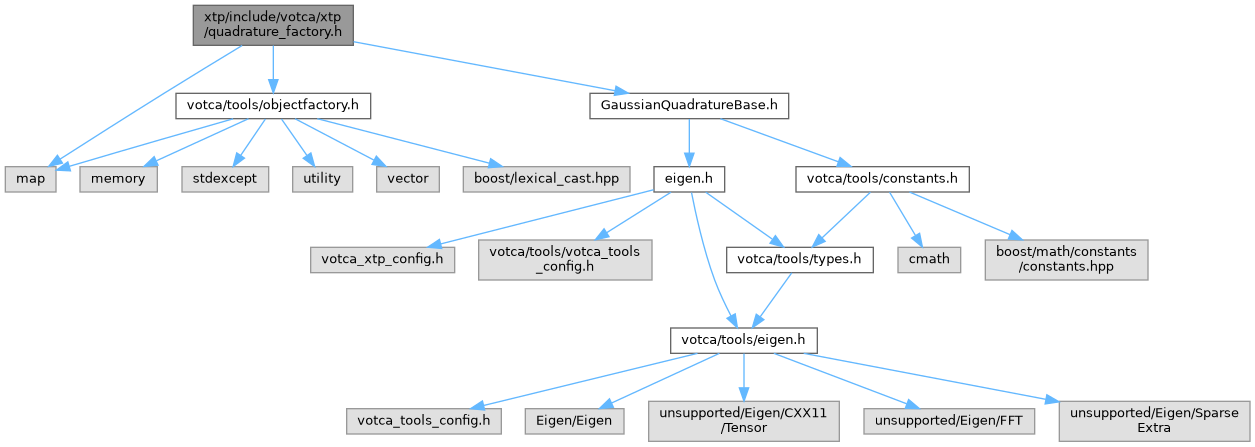 xtp/include/votca/xtp
/quadrature_factory.h
votca/tools/objectfactory.h
GaussianQuadratureBase.h
map
memory
stdexcept
utility
vector
boost/lexical_cast.hpp
eigen.h
votca/tools/constants.h
votca_xtp_config.h
votca/tools/votca_tools
_config.h
votca/tools/types.h
cmath
boost/math/constants
/constants.hpp
votca/tools/eigen.h
votca_tools_config.h
Eigen/Eigen
unsupported/Eigen/CXX11
/Tensor
unsupported/Eigen/FFT
unsupported/Eigen/Sparse
Extra